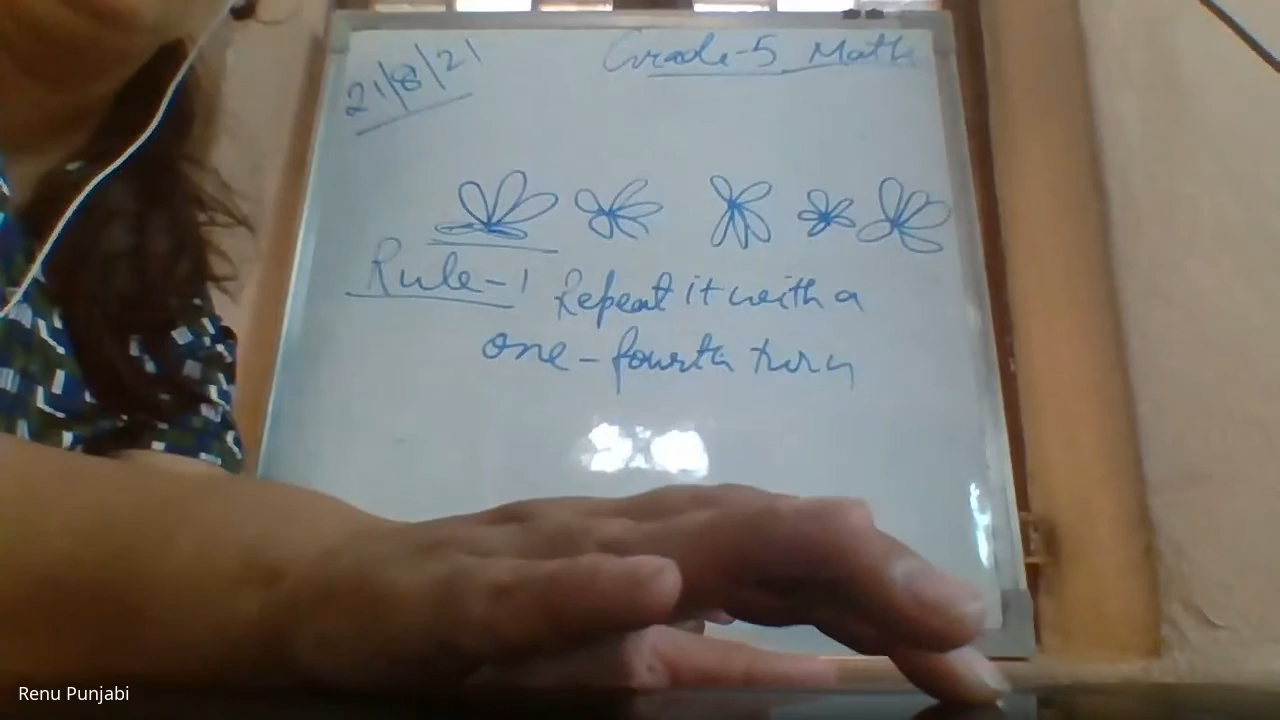 21/8/21
Grade-5 Math
Rule-1 Repeat it with a
one-fourth turn
Renu Punjabi